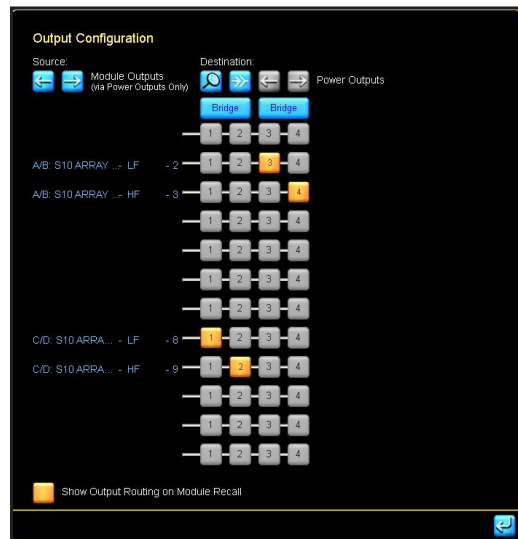 Output Configuration
Source:
Destination:
Module Outputs
(via Power Outputs Only)
Power Outputs
Bridge Bridge
1 2 3 4
A/B: S10 ARRAY ...- LF - 2 1 2 3 4
A/B: S10 ARRAY ...- HF - 3 1 2 3 4
1 2 3 4
1 2 3 4
1 2 3 4
1 2 3 4
C/D: S10 ARRA... - LF - 8 1 2 3 4
C/D: S10 ARRA... - HF - 9 1 2 3 4
1 2 3 4
1 2 3 4
1 2 3 4
Show Output Routing on Module Recall